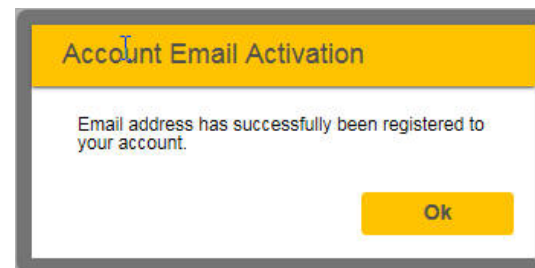 Account Email Activation
Email address has successfully been registered to
your account.
Ok